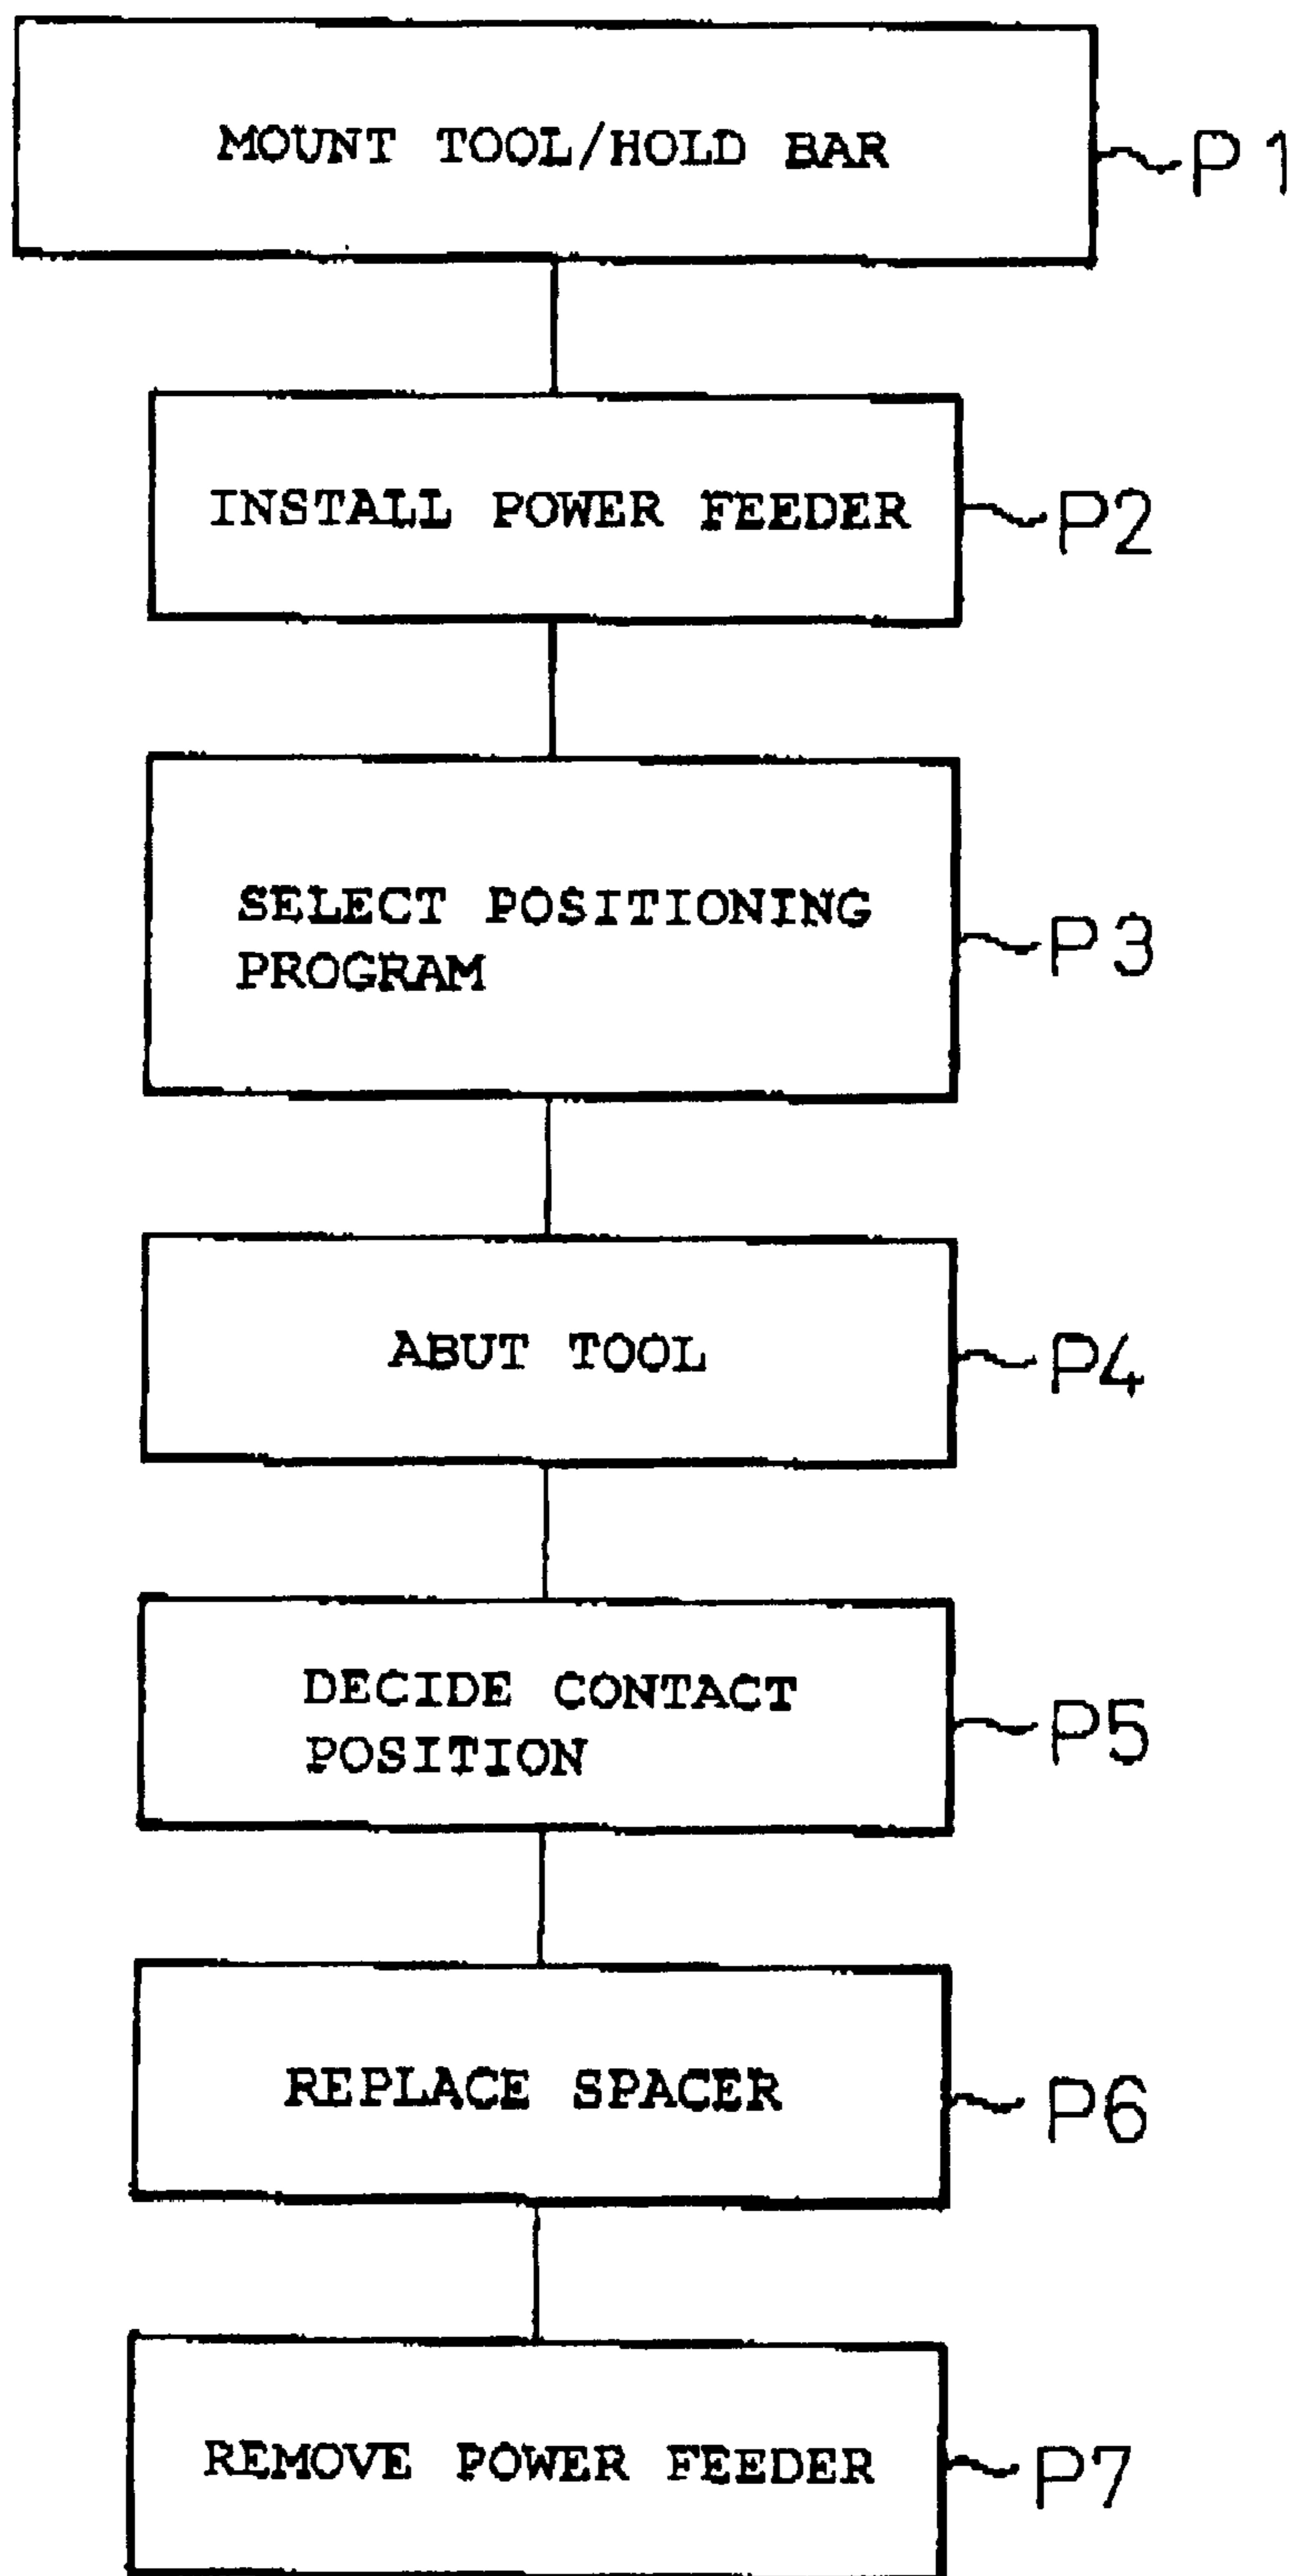 MOUNT TOOL/HOLD BAR
P1
INSTALL POWER FEEDER
P2
SELECT POSITIONING
PROGRAM
P3
ABUT TOOL
P4
DECIDE CONTACT
POSITION
P5
REPLACE SPACER
P6
REMOVE POWER FEEDER
P7